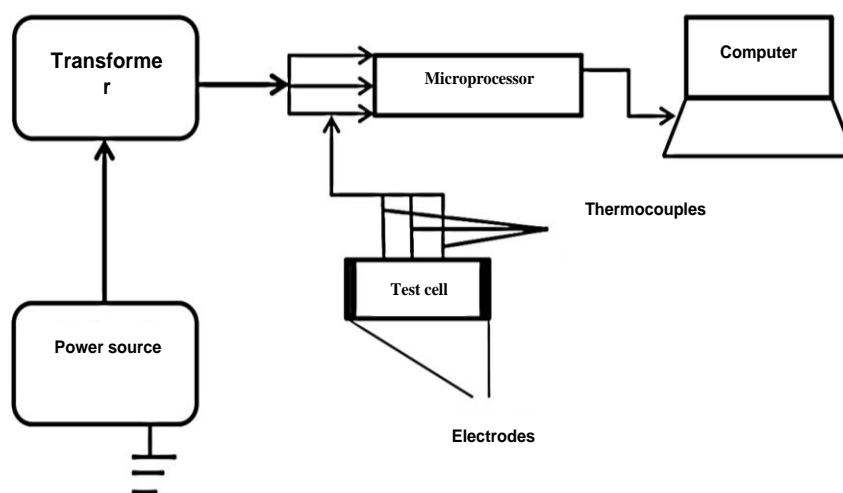 Transforme
r
Microprocessor
Computer
Thermocouples
Test cell
Power source
Electrodes